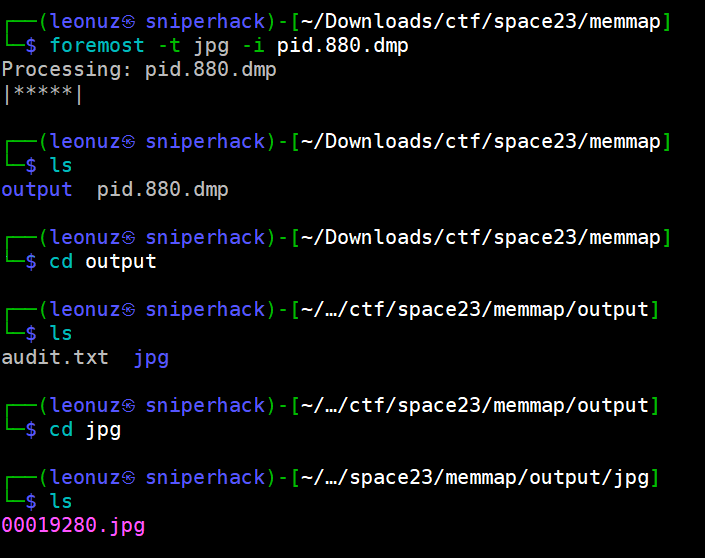 ┌──(leonuz㉿ sniperhack)-[~/Downloads/ctf/space23/memmap]
└─$ foremost -t jpg -i pid.880.dmp
Processing: pid.880.dmp
|*****|
┌──(leonuz㉿ sniperhack)-[~/Downloads/ctf/space23/memmap]
└─$ ls
output  pid.880.dmp
┌──(leonuz㉿ sniperhack)-[~/Downloads/ctf/space23/memmap]
└─$ cd output
┌──(leonuz㉿ sniperhack)-[~/…/ctf/space23/memmap/output]
└─$ ls
audit.txt  jpg
┌──(leonuz㉿ sniperhack)-[~/…/ctf/space23/memmap/output]
└─$ cd jpg
┌──(leonuz㉿ sniperhack)-[~/…/space23/memmap/output/jpg]
└─$ ls
00019280.jpg